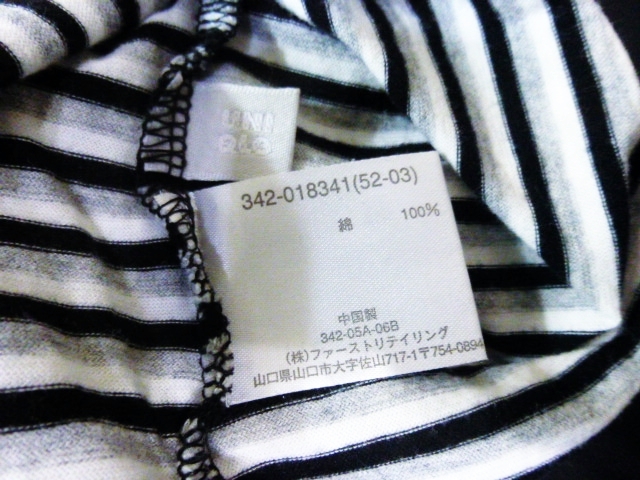 UNI
QLO
342-018341(52-03)
綿 100%
中国製
342-05A-06B
(株)ファーストリテイリング
山口県山口市大字佐山717-1〒754-0894